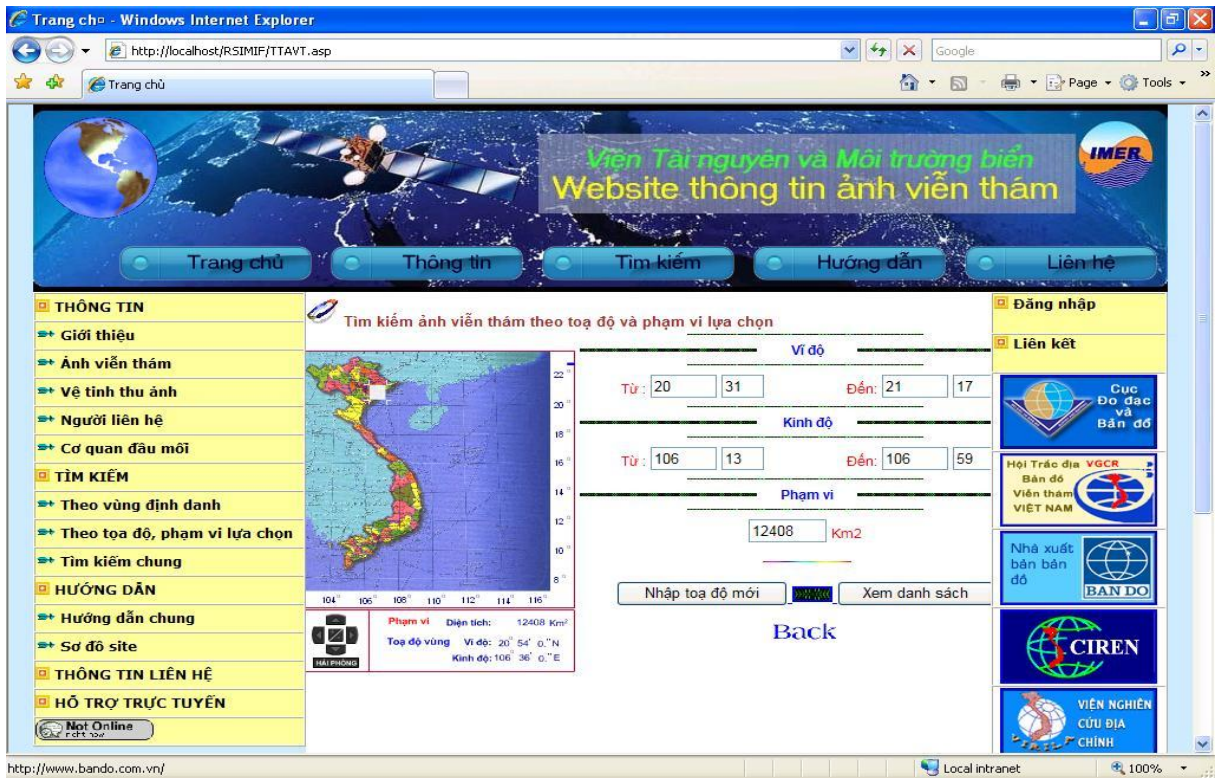 Trang ch¤ - Windows Internet Explorer
http://localhost/RSIMIF/TTAVT.asp
Google
Trang chủ
Page
Tools
Viện Tài nguyên và Môi trường biển
Website thông tin ảnh viễn thám
IMER
Trang chủ
Thông tin
Tìm kiếm
Hướng dẫn
Liên hệ
THÔNG TIN
Giới thiệu
Ảnh viễn thám
Vệ tinh thu ảnh
Người liên hệ
Cơ quan đầu mối
TÌM KIẾM
Theo vùng định danh
Theo tọa độ, phạm vi lựa chọn
Tìm kiếm chung
HƯỚNG DẪN
Hướng dẫn chung
Sơ đồ site
THÔNG TIN LIÊN HỆ
HỖ TRỢ TRỰC TUYẾN
Not Online
right now
Tìm kiếm ảnh viễn thám theo toạ độ và phạm vi lựa chọn
22°
20°
18°
16°
14°
12°
10°
8°
104° 106° 108° 110° 112° 114° 116°
HẢI PHÒNG
Phạm vi Diện tích: 12408 Km²
Toạ độ vùng Vĩ độ: 20° 54' 0."N
Kinh độ: 106° 36' 0."E
Vĩ độ
Từ : 20 31 Đến: 21 17
Kinh độ
Từ : 106 13 Đến: 106 59
Phạm vi
12408 Km2
Nhập toạ độ mới
Xem danh sách
Back
Đăng nhập
Liên kết
Cục
Đo đạc
và
Bản đồ
Hội Trắc địa VGCR
Bản đồ
Viễn thám
VIỆT NAM
Nhà xuất
bản bản
đồ
BAN DO
CIREN
VIỆN NGHIÊN
CỨU ĐỊA
CHÍNH
http://www.bando.com.vn/
Local intranet
100%